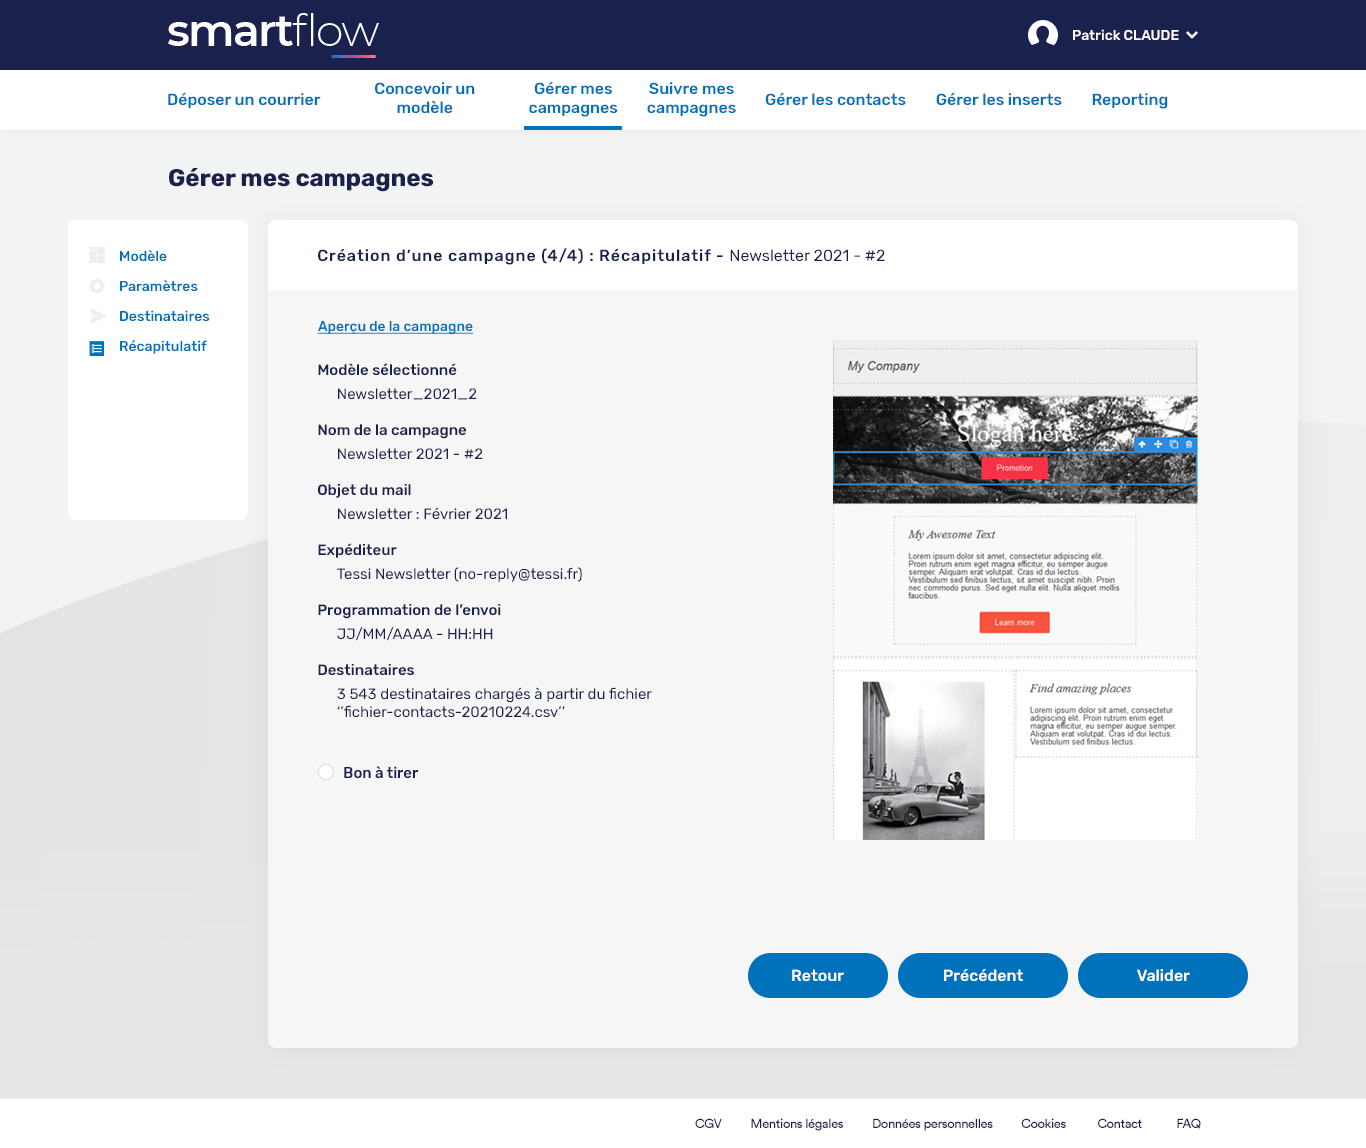 smartflow
Patrick CLAUDE
Déposer un courrier
Concevoir un
modèle
Gérer mes
campagnes
Suivre mes
campagnes
Gérer les contacts
Gérer les inserts
Reporting
Gérer mes campagnes
Modèle
Paramètres
Destinataires
Récapitulatif
Création d’une campagne (4/4) : Récapitulatif - Newsletter 2021 - #2
Aperçu de la campagne
Modèle sélectionné
Newsletter_2021_2
Nom de la campagne
Newsletter 2021 - #2
Objet du mail
Newsletter : Février 2021
Expéditeur
Tessi Newsletter (no-reply@tessi.fr)
Programmation de l’envoi
JJ/MM/AAAA - HH:HH
Destinataires
3 543 destinataires chargés à partir du fichier
‘‘fichier-contacts-20210224.csv’’
Bon à tirer
My Company
Slogan here
Promotion
My Awesome Text
Lorem ipsum dolor sit amet, consectetur adipiscing elit.
Proin rutrum enim eget magna efficitur, eu semper augue
semper. Aliquam erat volutpat. Cras id dui lectus.
Vestibulum sed finibus lectus, sit amet suscipit nibh. Proin
nec commodo purus. Sed eget nulla elit. Nulla aliquet mollis
faucibus.
Learn more
Find amazing places
Lorem ipsum dolor sit amet, consectetur
adipiscing elit. Proin rutrum enim eget
magna efficitur, eu semper augue semper.
Aliquam erat volutpat. Cras id dui lectus.
Vestibulum sed finibus lectus.
Retour
Précédent
Valider
CGV
Mentions légales
Données personnelles
Cookies
Contact
FAQ